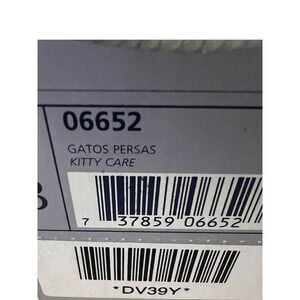 06652
GATOS PERSAS
KITTY CARE
7 37859 06652
*DV39Y*